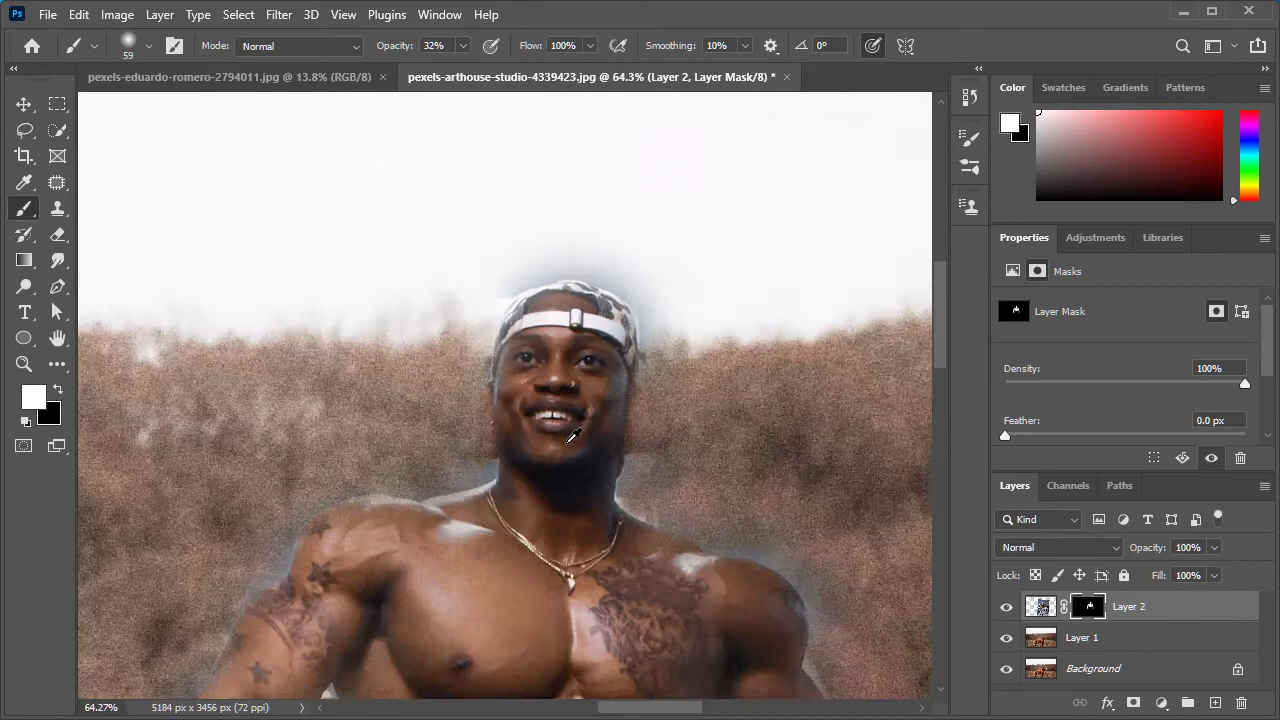 Ps File Edit Image Layer Type Select Filter 3D View Plugins Window Help
59 Mode: Normal Opacity: 32% Flow: 100% Smoothing: 10% 0°
pexels-eduardo-romero-2794011.jpg @ 13.8% (RGB/8) pexels-arthouse-studio-4339423.jpg @ 64.3% (Layer 2, Layer Mask/8) *
Color Swatches Gradients Patterns
Properties Adjustments Libraries
Masks
Layer Mask
Density: 100%
Feather: 0.0 px
Layers Channels Paths
Kind
Normal Opacity: 100%
Lock: Fill: 100%
Layer 2
Layer 1
Background
64.27% 5184 px x 3456 px (72 ppi)